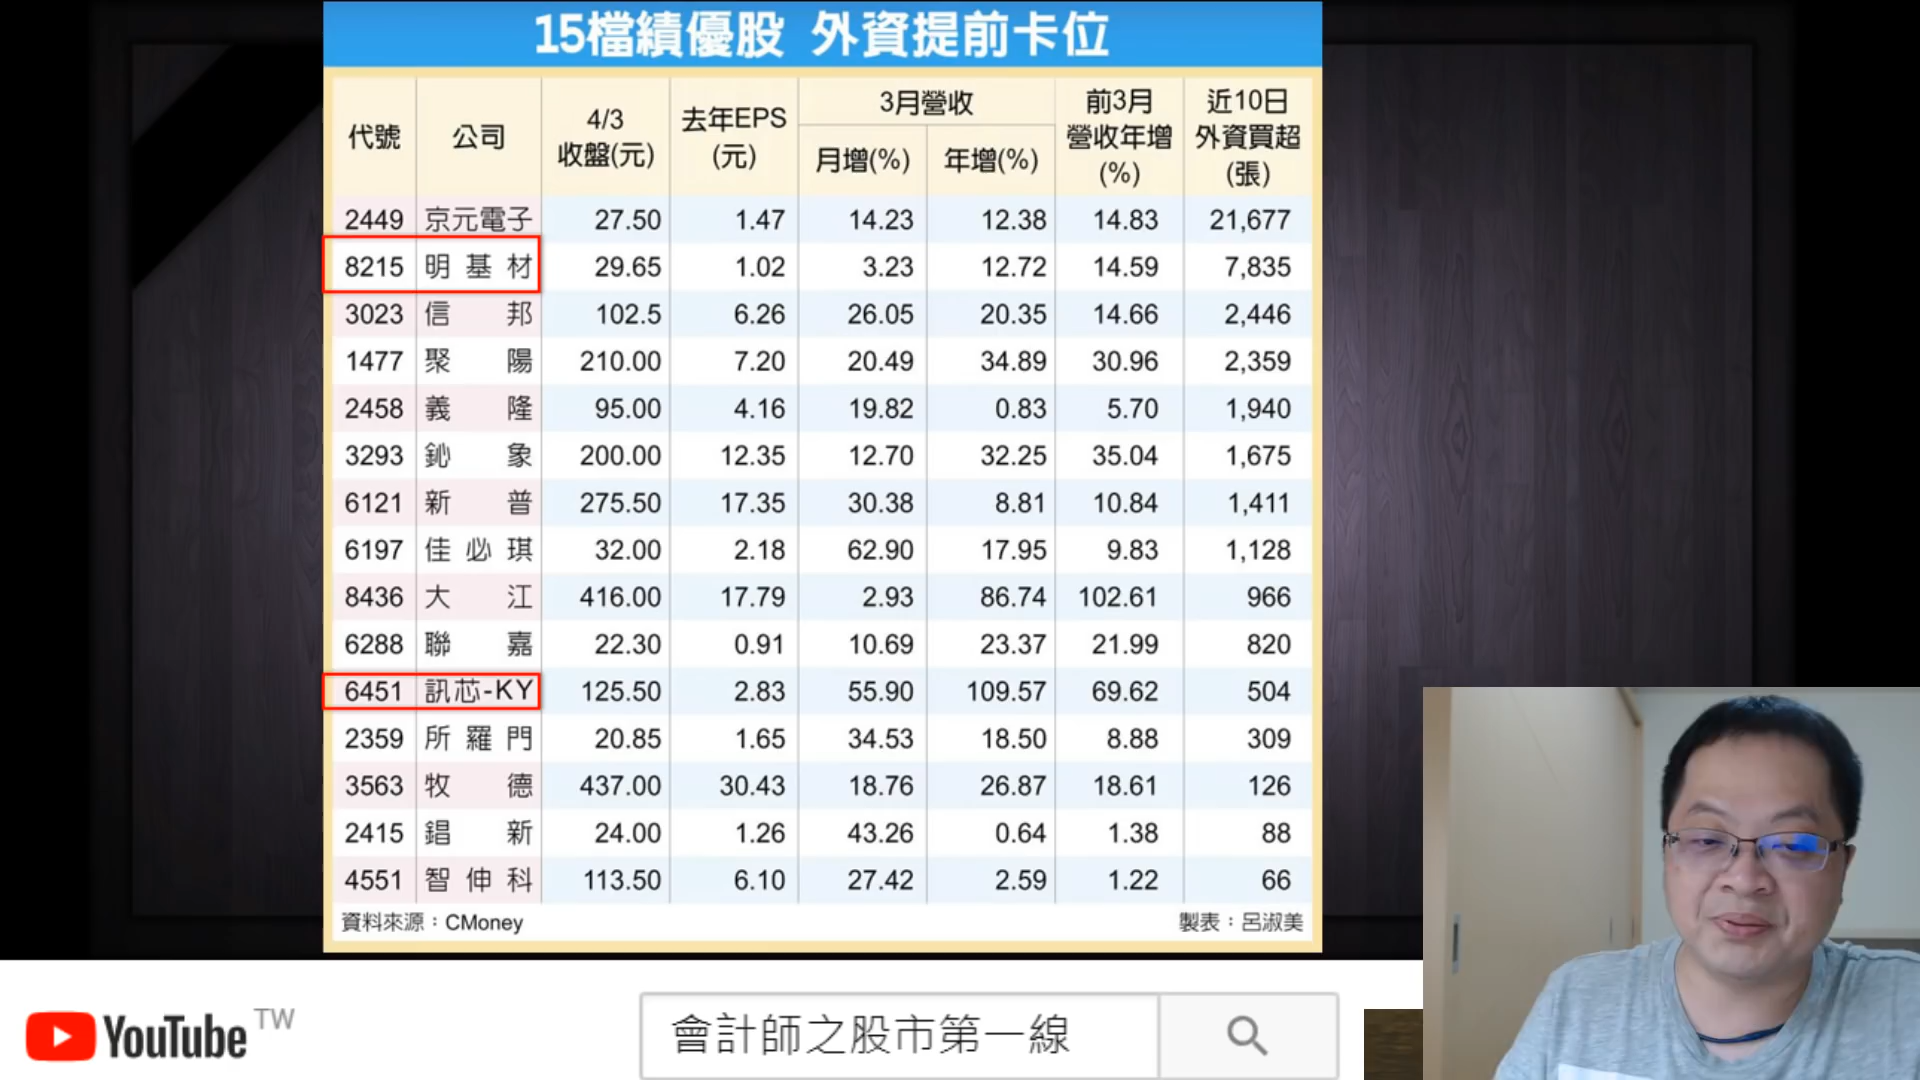 15檔績優股 外資提前卡位
代號 公司 4/3 收盤(元) 去年EPS (元) 3月營收 月增(%) 年增(%) 前3月 營收年增 (%) 近10日 外資買超 (張)
2449 京元電子 27.50 1.47 14.23 12.38 14.83 21,677
8215 明基材 29.65 1.02 3.23 12.72 14.59 7,835
3023 信邦 102.5 6.26 26.05 20.35 14.66 2,446
1477 聚陽 210.00 7.20 20.49 34.89 30.96 2,359
2458 義隆 95.00 4.16 19.82 0.83 5.70 1,940
3293 鈊象 200.00 12.35 12.70 32.25 35.04 1,675
6121 新普 275.50 17.35 30.38 8.81 10.84 1,411
6197 佳必琪 32.00 2.18 62.90 17.95 9.83 1,128
8436 大江 416.00 17.79 2.93 86.74 102.61 966
6288 聯嘉 22.30 0.91 10.69 23.37 21.99 820
6451 訊芯-KY 125.50 2.83 55.90 109.57 69.62 504
2359 所羅門 20.85 1.65 34.53 18.50 8.88 309
3563 牧德 437.00 30.43 18.76 26.87 18.61 126
2415 錩新 24.00 1.26 43.26 0.64 1.38 88
4551 智伸科 113.50 6.10 27.42 2.59 1.22 66
資料來源：CMoney 製表：呂淑美
YouTube TW
會計師之股市第一線